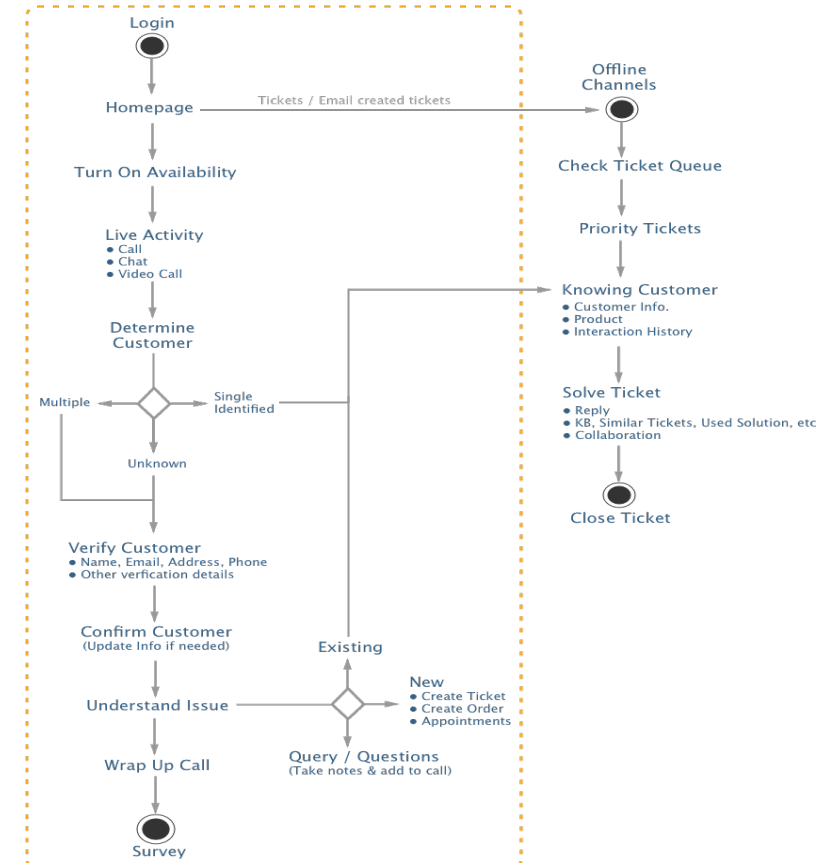 Login
Homepage
Tickets / Email created tickets
Offline
Channels
Turn On Availability
Check Ticket Queue
Live Activity
● Call
● Chat
● Video Call
Priority Tickets
Determine
Customer
Knowing Customer
● Customer Info.
● Product
● Interaction History
Multiple
Single
Identified
Unknown
Solve Ticket
● Reply
● KB, Similar Tickets, Used Solution, etc
● Collaboration
Close Ticket
Verify Customer
● Name, Email, Address, Phone
● Other verfication details
Confirm Customer
(Update Info if needed)
Existing
Understand Issue
New
● Create Ticket
● Create Order
● Appointments
Query / Questions
(Take notes & add to call)
Wrap Up Call
Survey